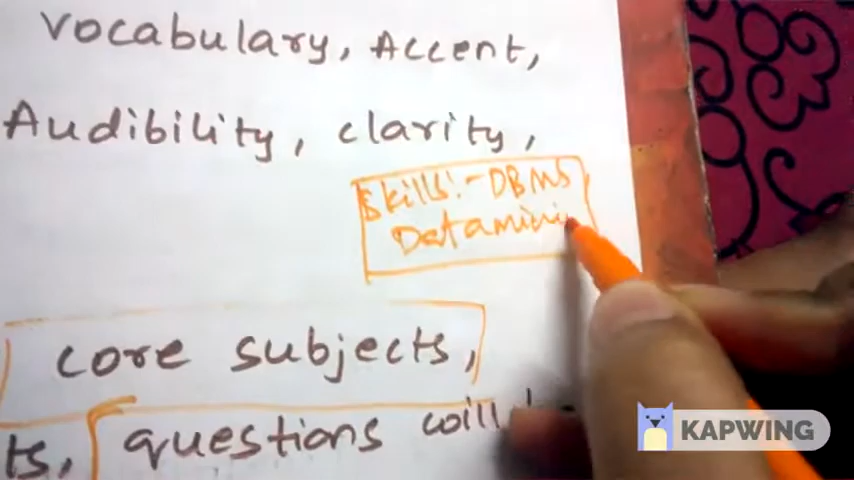 Vocabulary, Accent,
Audibility, clarity,
Skills:- DBMS
Datamini
core subjects,
ts, questions will
KAPWING